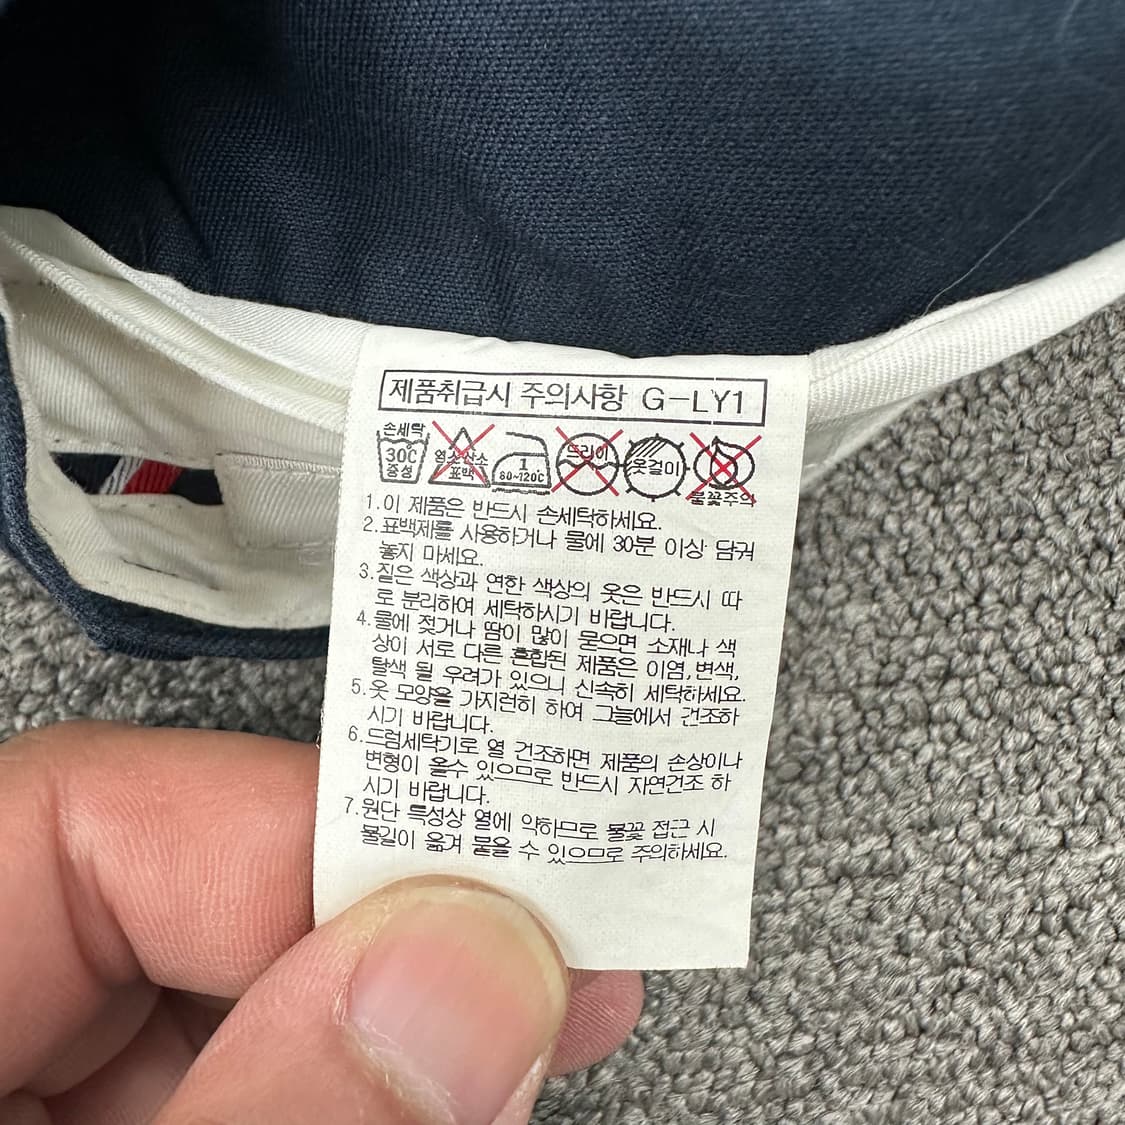 제품취급시 주의사항 G-LY1
손세탁
30℃
중성
염소산소
표백
1
80~120℃
드라이
옷걸이
불꽃주의
1.이 제품은 반드시 손세탁하세요.
2.표백제를 사용하거나 물에 30분 이상 담궈
놓지 마세요.
3.짙은 색상과 연한 색상의 옷은 반드시 따
로 분리하여 세탁하시기 바랍니다.
4.물에 젖거나 땀이 많이 묻으면 소재나 색
상이 서로 다른 혼합된 제품은 이염,변색,
탈색 될 우려가 있으니 신속히 세탁하세요.
5.옷 모양을 가지런히 하여 그늘에서 건조하
시기 바랍니다.
6.드럼세탁기로 열 건조하면 제품의 손상이나
변형이 올수 있으므로 반드시 자연건조 하
시기 바랍니다.
7.원단 특성상 열에 약하므로 불꽃 접근 시
불길이 옮겨 붙을 수 있으므로 주의하세요.